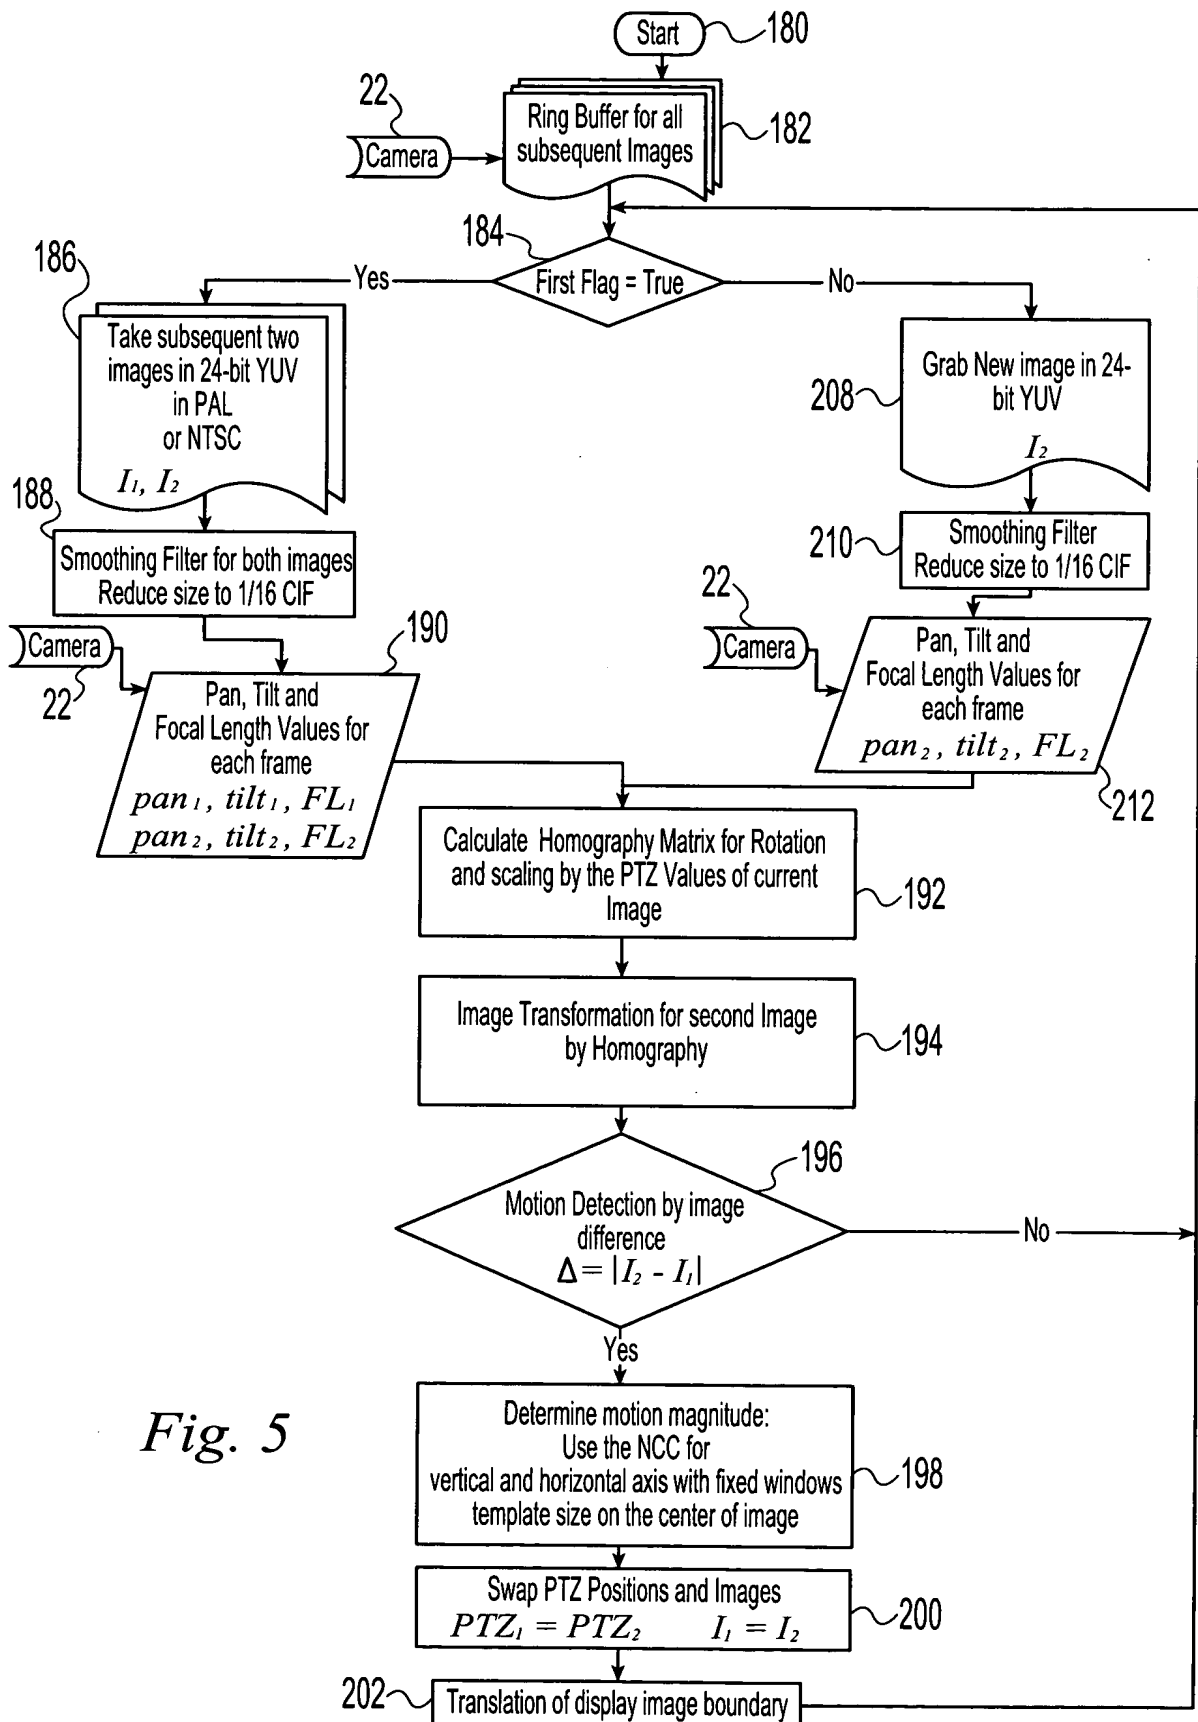 Start
180
22
Camera
Ring Buffer for all
subsequent Images
182
184
First Flag = True
Yes
No
186
Take subsequent two
images in 24-bit YUV
in PAL
or NTSC
I₁, I₂
208
Grab New image in 24-
bit YUV
I₂
188
Smoothing Filter for both images
Reduce size to 1/16 CIF
210
Smoothing Filter
Reduce size to 1/16 CIF
Camera
22
190
Pan, Tilt and
Focal Length Values for
each frame
pan₁, tilt₁, FL₁
pan₂, tilt₂, FL₂
22
Camera
Pan, Tilt and
Focal Length Values for
each frame
pan₂, tilt₂, FL₂
212
Calculate Homography Matrix for Rotation
and scaling by the PTZ Values of current
Image
192
Image Transformation for second Image
by Homography
194
196
Motion Detection by image
difference
Δ = |I₂ - I₁|
No
Yes
Determine motion magnitude:
Use the NCC for
vertical and horizontal axis with fixed windows
template size on the center of image
198
Swap PTZ Positions and Images
PTZ₁ = PTZ₂ I₁ = I₂
200
202
Translation of display image boundary
Fig. 5